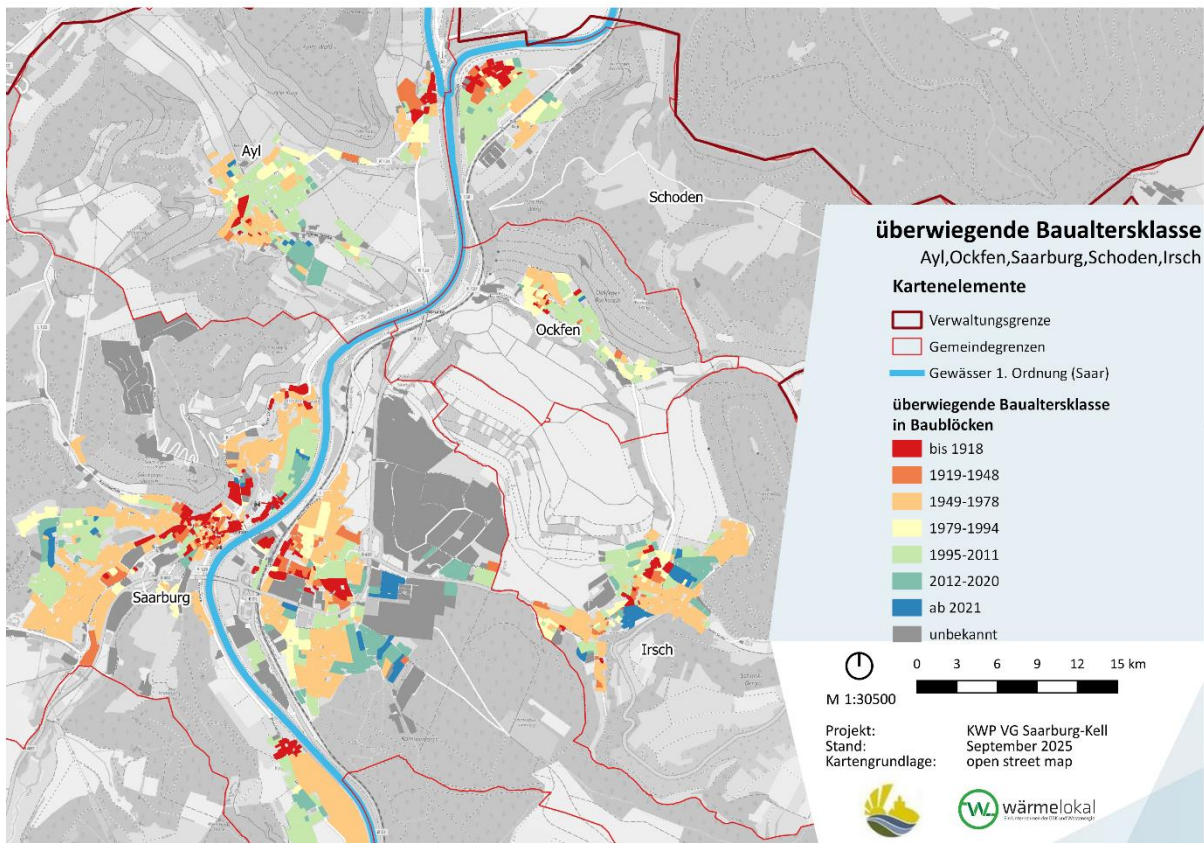 Ayl
Schoden
Ockfen
Saarburg
Irsch
überwiegende Baualtersklasse
Ayl,Ockfen,Saarburg,Schoden,Irsch
Kartenelemente
Verwaltungsgrenze
Gemeindegrenzen
Gewässer 1. Ordnung (Saar)
überwiegende Baualtersklasse
in Baublöcken
bis 1918
1919-1948
1949-1978
1979-1994
1995-2011
2012-2020
ab 2021
unbekannt
0 3 6 9 12 15 km
M 1:30500
Projekt: KWP VG Saarburg-Kell
Stand: September 2025
Kartengrundlage: open street map
wärmelokal